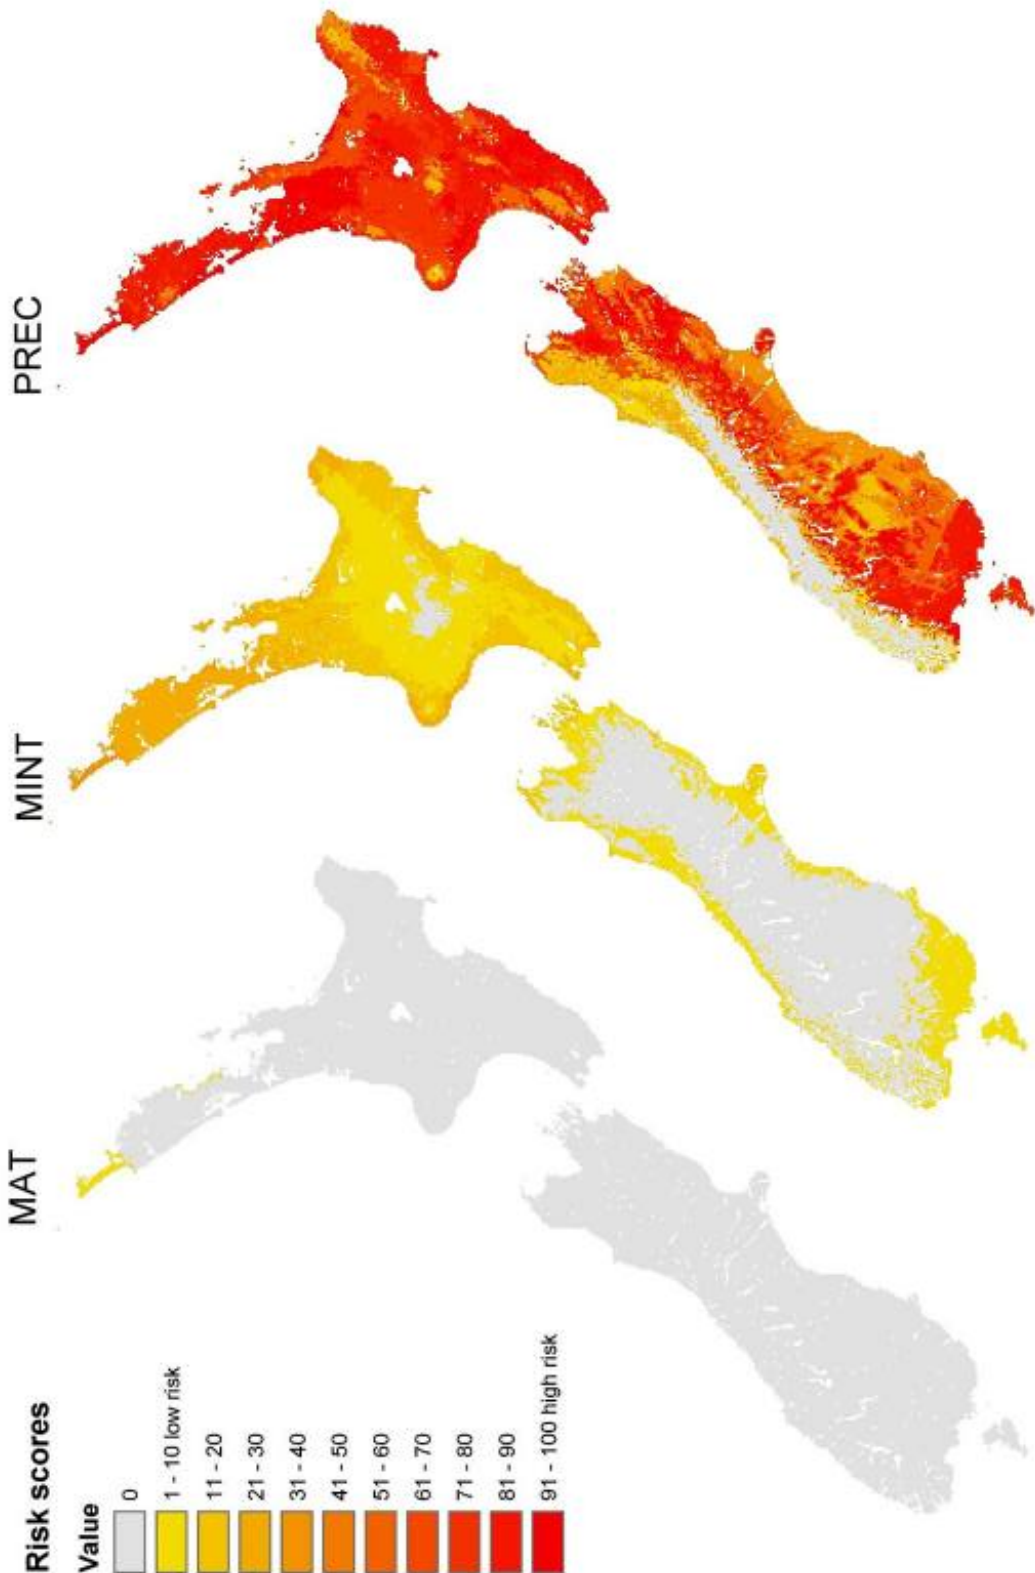 MAT
MINT
PREC
Risk scores
Value
0
1 - 10 low risk
11 - 20
21 - 30
31 - 40
41 - 50
51 - 60
61 - 70
71 - 80
81 - 90
91 - 100 high risk